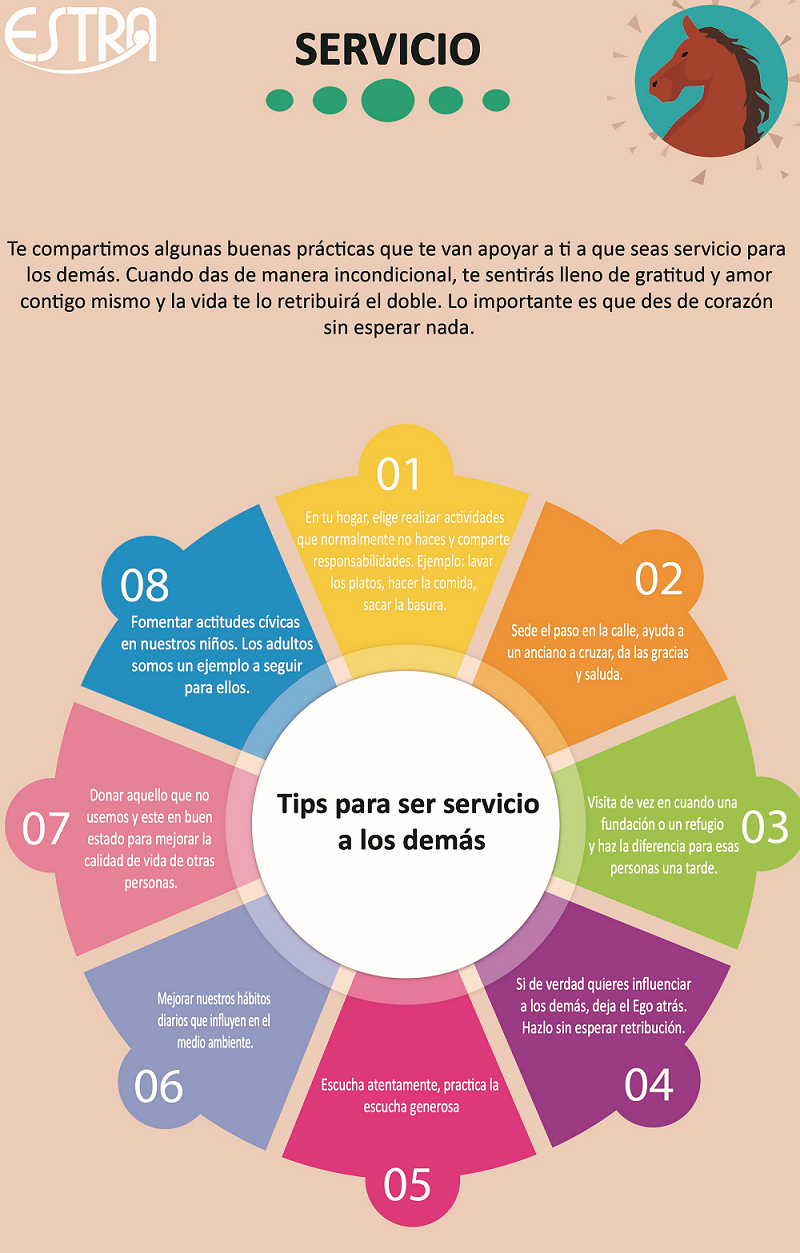 ESTRA
SERVICIO
Te compartimos algunas buenas prácticas que te van apoyar a ti a que seas servicio para
los demás. Cuando das de manera incondicional, te sentirás lleno de gratitud y amor
contigo mismo y la vida te lo retribuirá el doble. Lo importante es que des de corazón
sin esperar nada.
01
En tu hogar, elige realizar actividades
que normalmente no haces y comparte
responsabilidades. Ejemplo: lavar
los platos, hacer la comida,
sacar la basura.
02
Sede el paso en la calle, ayuda a
un anciano a cruzar, da las gracias
y saluda.
03
Visita de vez en cuando una
fundación o un refugio
y haz la diferencia para esas
personas una tarde.
04
Si de verdad quieres influenciar
a los demás, deja el Ego atrás.
Hazlo sin esperar retribución.
05
Escucha atentamente, practica la
escucha generosa
06
Mejorar nuestros hábitos
diarios que influyen en el
medio ambiente.
07
Donar aquello que no
usemos y este en buen
estado para mejorar la
calidad de vida de otras
personas.
08
Fomentar actitudes cívicas
en nuestros niños. Los adultos
somos un ejemplo a seguir
para ellos.
Tips para ser servicio
a los demás